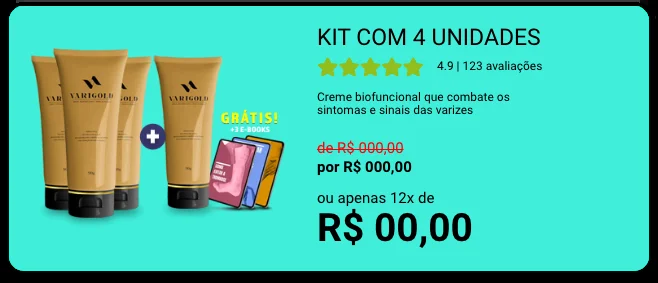 KIT COM 4 UNIDADES
4.9 | 123 avaliações
Creme biofuncional que combate os
sintomas e sinais das varizes
de R$ 000,00
por R$ 000,00
ou apenas 12x de
R$ 00,00
VARIGOLD
VARIGOLD
+
GRÁTIS!
+3 E-BOOKS